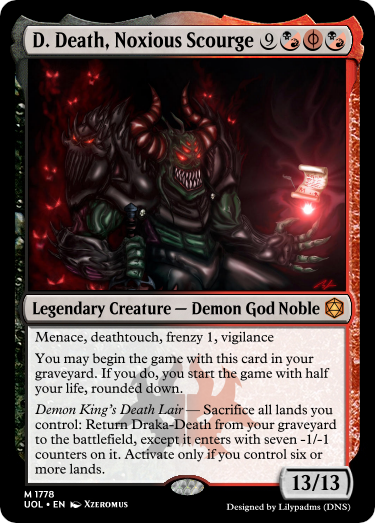 D. Death, Noxious Scourge 9
Legendary Creature — Demon God Noble
Menace, deathtouch, frenzy 1, vigilance
You may begin the game with this card in your
graveyard. If you do, you start the game with half
your life, rounded down.
Demon King's Death Lair — Sacrifice all lands you
control: Return Draka-Death from your graveyard
to the battlefield, except it enters with seven -1/-1
counters on it. Activate only if you control six or
more lands.
13/13
M 1778
UOL • EN Xzeromus
Designed by Lilypadms (DNS)